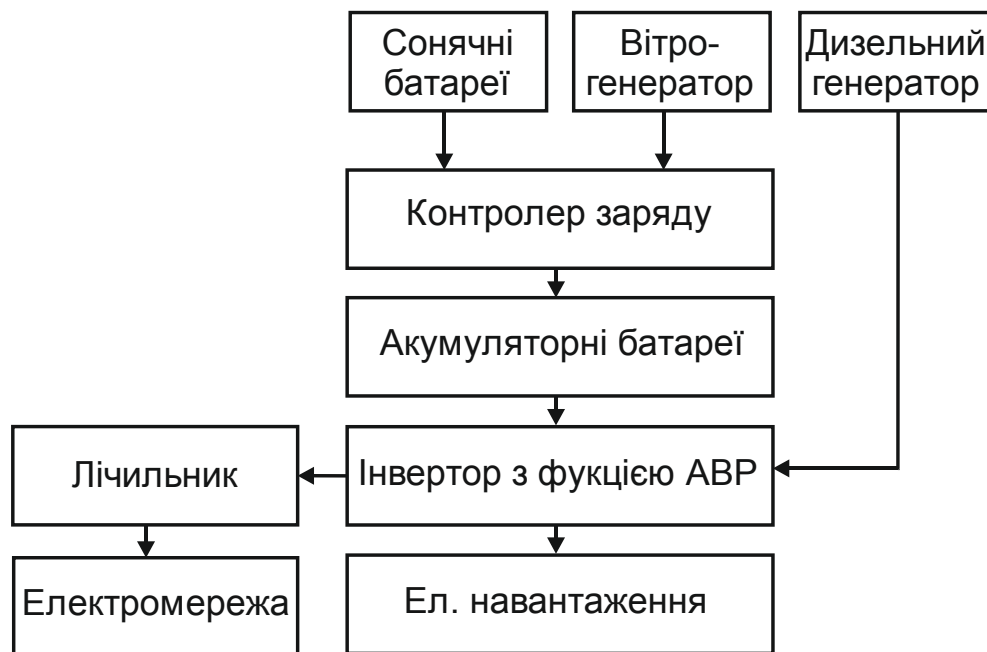 Сонячні
батареї
Вітро-
генератор
Дизельний
генератор
Контролер заряду
Акумуляторні батареї
Лічильник
Інвертор з фукцією АВР
Електромережа
Ел. навантаження